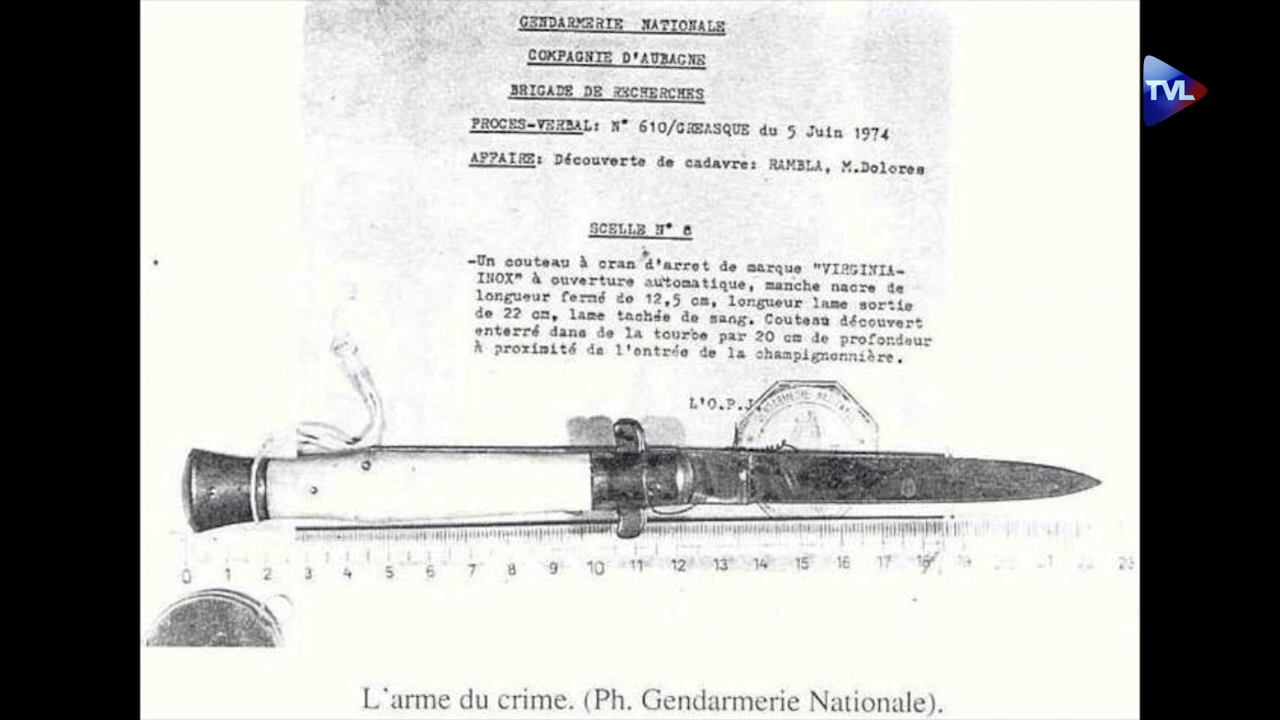 TVL
GENDARMERIE NATIONALE
COMPAGNIE D'AUBAGNE
BRIGADE DE RECHERCHES
PROCES-VERBAL: N° 610/GREASQUE du 5 Juin 1974
AFFAIRE: Découverte de cadavre: RAMBLA, M.Dolores
SCELLE N° 8
-Un couteau à cran d'arret de marque "VIRGINIA-
INOX" à ouverture automatique, manche nacre de
longueur fermé de 12,5 cm, longueur lame sortie
de 22 cm, lame tachée de sang. Couteau découvert
enterré dans de la tourbe par 20 cm de profondeur
à proximité de l'entrée de la champignonnière.
L'O.P.J.
GENDARMERIE
0 1 2 3 4 5 6 7 8 9 10 11 12 13 14 15 16 17 18 19 20 21 22 23
L'arme du crime. (Ph. Gendarmerie Nationale).